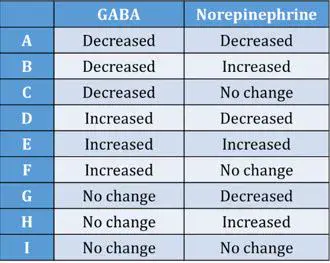 GABA Norepinephrine
A Decreased Decreased
B Decreased Increased
C Decreased No change
D Increased Decreased
E Increased Increased
F Increased No change
G No change Decreased
H No change Increased
I No change No change